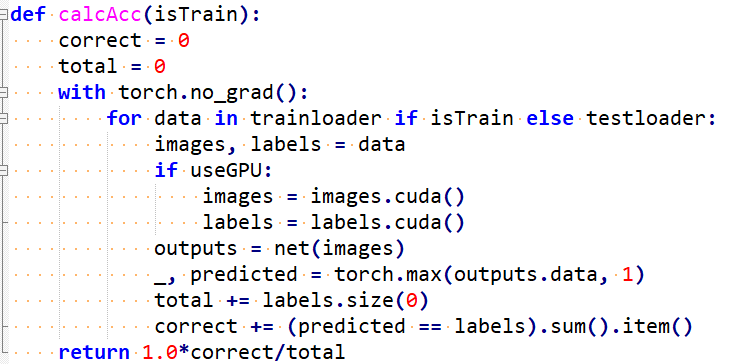 def calcAcc(isTrain):
    correct = 0
    total = 0
    with torch.no_grad():
        for data in trainloader if isTrain else testloader:
            images, labels = data
            if useGPU:
                images = images.cuda()
                labels = labels.cuda()
            outputs = net(images)
            _, predicted = torch.max(outputs.data, 1)
            total += labels.size(0)
            correct += (predicted == labels).sum().item()
    return 1.0*correct/total